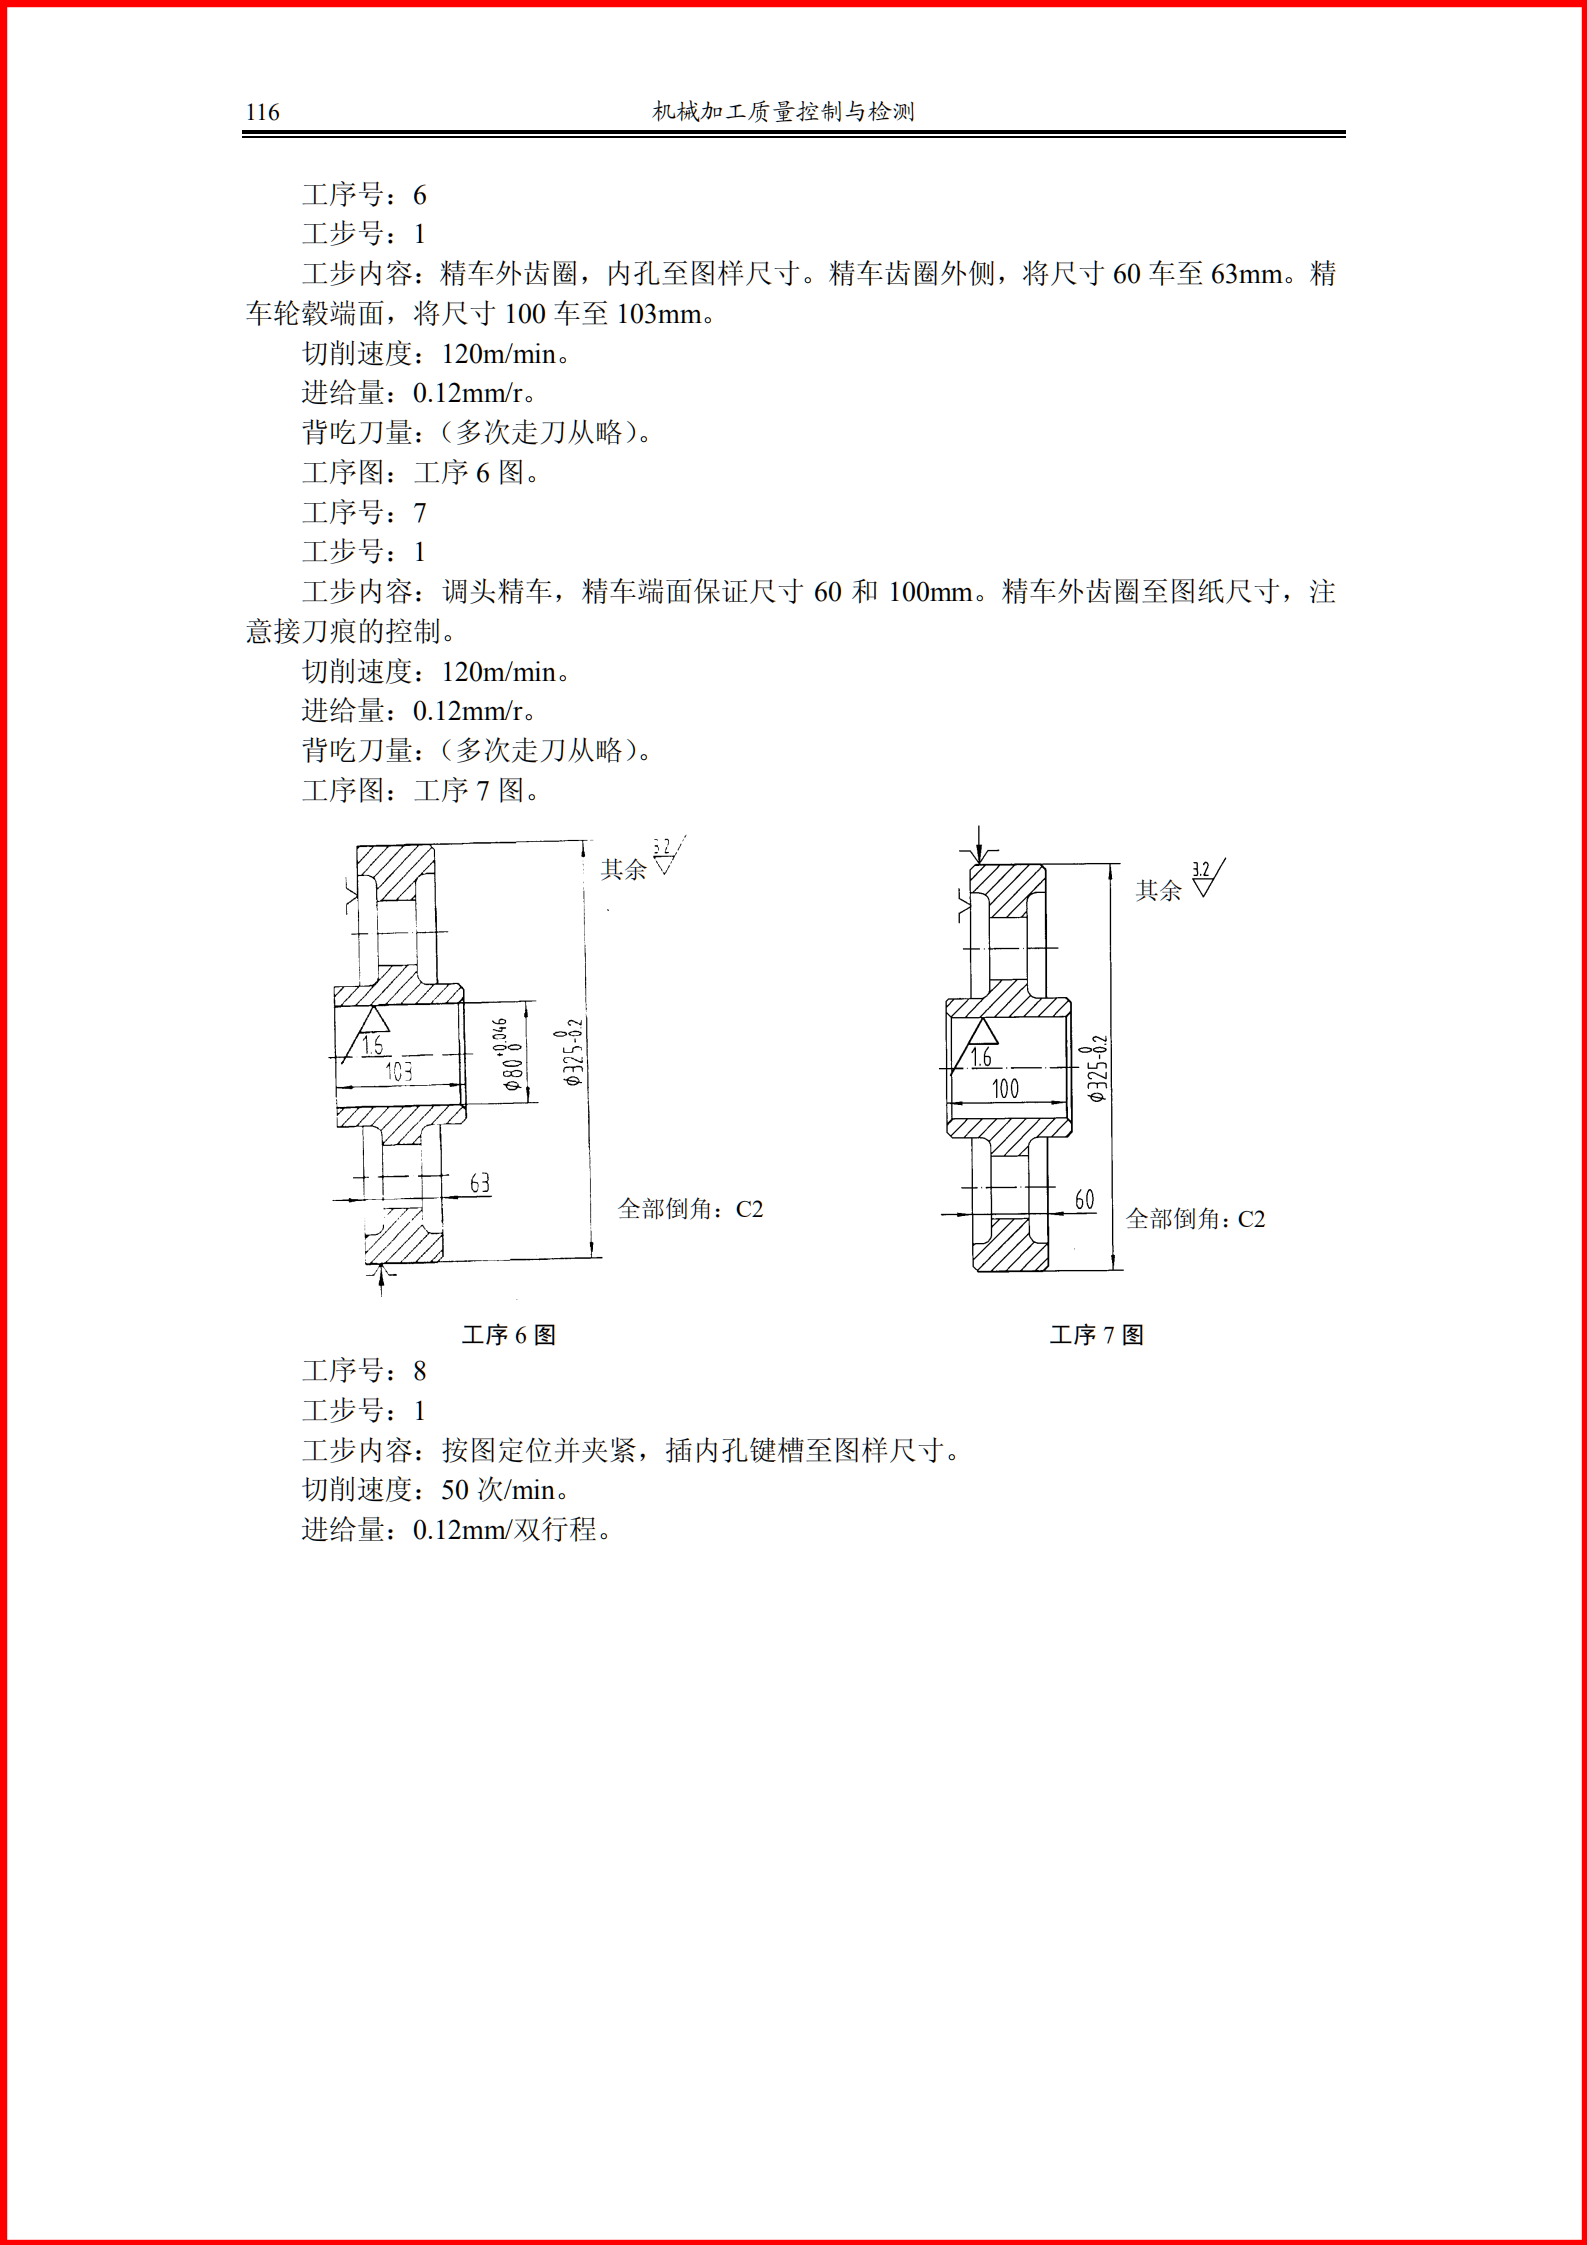 116
机械加工质量控制与检测
工序号：6
工步号：1
工步内容：精车外齿圈，内孔至图样尺寸。精车齿圈外侧，将尺寸 60 车至 63mm。精
车轮毂端面，将尺寸 100 车至 103mm。
切削速度：120m/min。
进给量：0.12mm/r。
背吃刀量：（多次走刀从略）。
工序图：工序 6 图。
工序号：7
工步号：1
工步内容：调头精车，精车端面保证尺寸 60 和 100mm。精车外齿圈至图纸尺寸，注
意接刀痕的控制。
切削速度：120m/min。
进给量：0.12mm/r。
背吃刀量：（多次走刀从略）。
工序图：工序 7 图。
其余 3.2
1.6
103
φ80 +0.046 0
φ325 0 -0.2
63
全部倒角：C2
工序 6 图
其余 3.2
1.6
100
φ325 0 -0.2
60
全部倒角：C2
工序 7 图
工序号：8
工步号：1
工步内容：按图定位并夹紧，插内孔键槽至图样尺寸。
切削速度：50 次/min。
进给量：0.12mm/双行程。